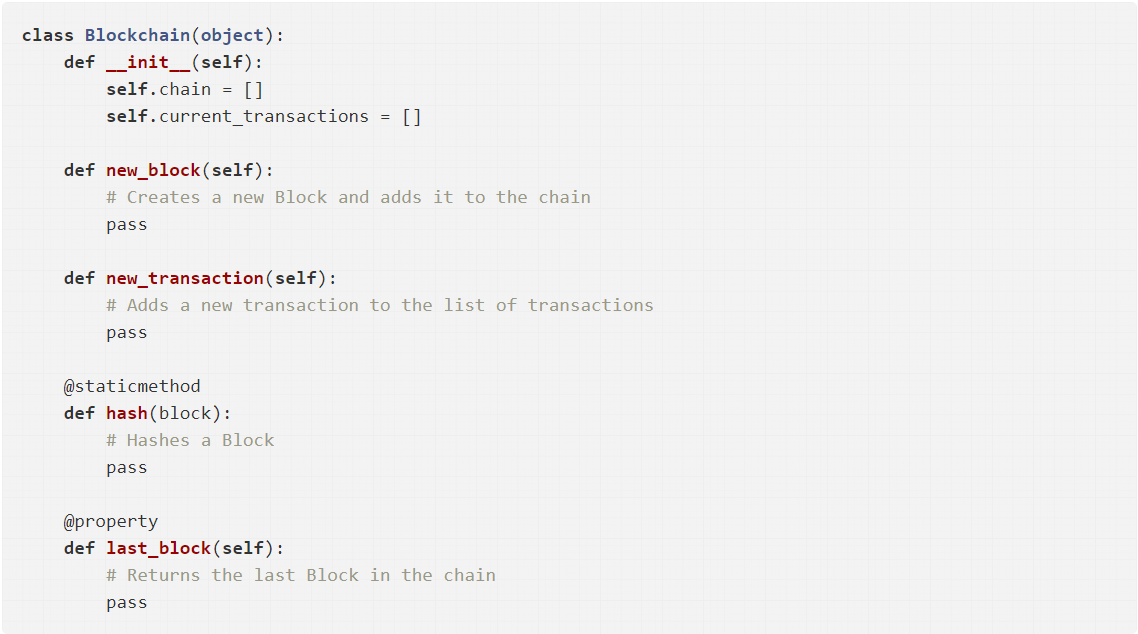 class Blockchain(object):
    def __init__(self):
        self.chain = []
        self.current_transactions = []

    def new_block(self):
        # Creates a new Block and adds it to the chain
        pass

    def new_transaction(self):
        # Adds a new transaction to the list of transactions
        pass

    @staticmethod
    def hash(block):
        # Hashes a Block
        pass

    @property
    def last_block(self):
        # Returns the last Block in the chain
        pass